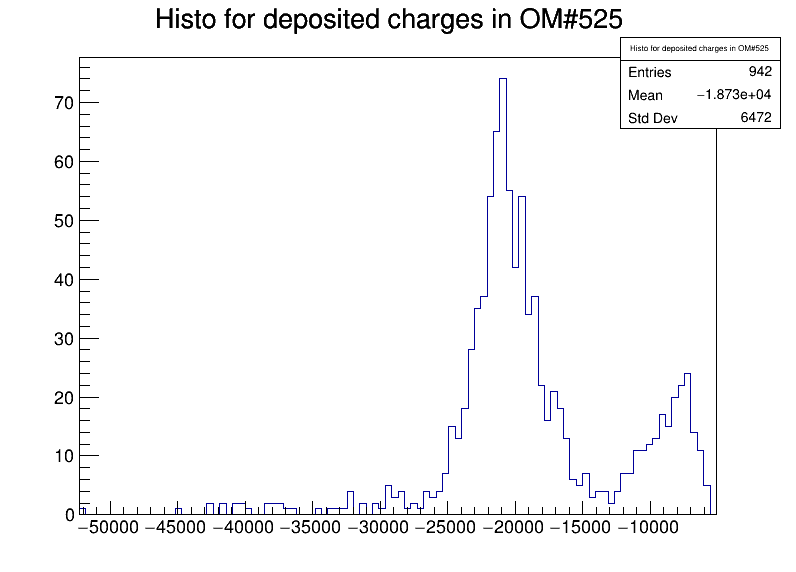 Histo for deposited charges in OM#525
Histo for deposited charges in OM#525
Entries 942
Mean −1.873e+04
Std Dev 6472
70
60
50
40
30
20
10
0
−50000 −45000 −40000 −35000 −30000 −25000 −20000 −15000 −10000